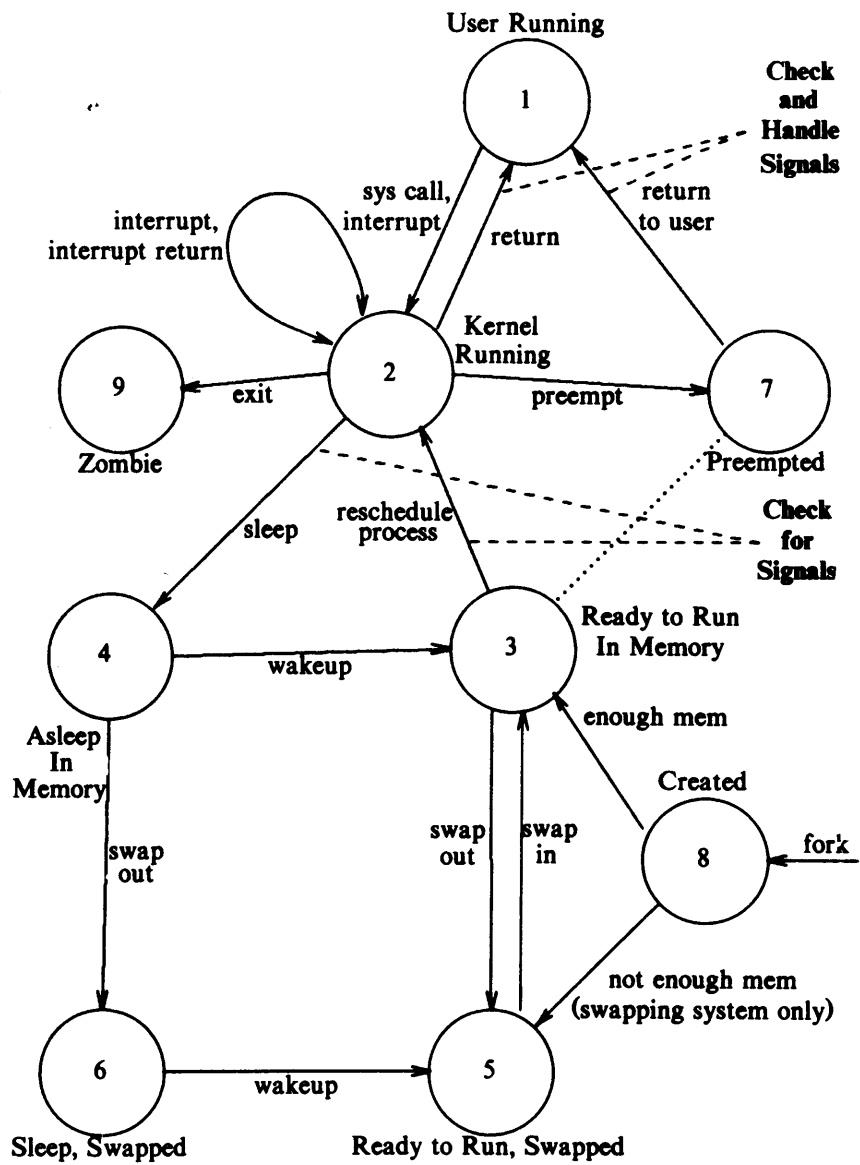 User Running
1
Check
and
Handle
Signals
sys call,
interrupt
return
to user
interrupt,
interrupt return
return
Kernel
Running
2
9
7
exit
preempt
Zombie
Preempted
sleep
reschedule
process
Check
for
Signals
4
3
Ready to Run
In Memory
wakeup
Asleep
In
Memory
enough mem
Created
swap
out
swap
in
swap
out
8
fork
not enough mem
(swapping system only)
6
5
wakeup
Sleep, Swapped
Ready to Run, Swapped